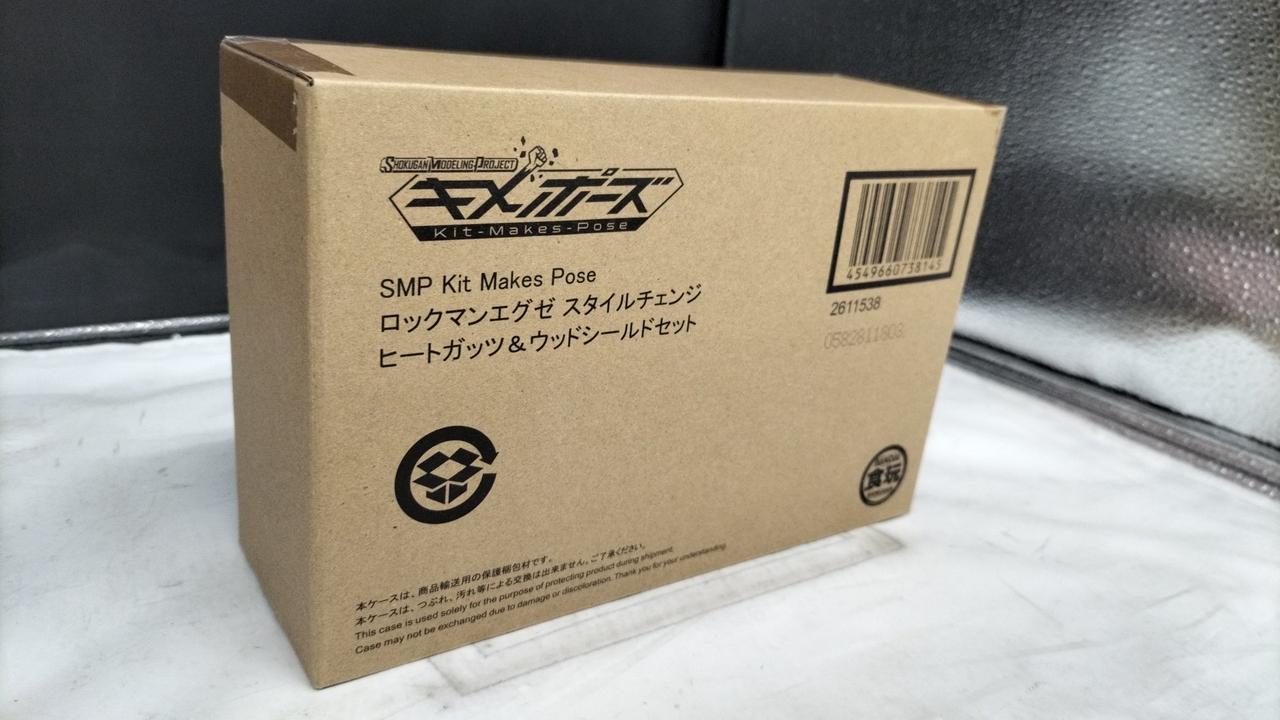 SHOKUGAN MODELING PROJECT
キメポーズ
Kit-Makes-Pose
SMP Kit Makes Pose
ロックマンエグゼ スタイルチェンジ
ヒートガッツ&ウッドシールドセット
4549660738145
2611538
0582811803
BANDAI
食玩
本ケースは、商品輸送用の保護梱包材です。
本ケースは、つぶれ、汚れ等による交換は出来ません。ご了承ください。
This case is used solely for the purpose of protecting product during shipment.
Case may not be exchanged due to damage or discoloration. Thank you for your understanding.